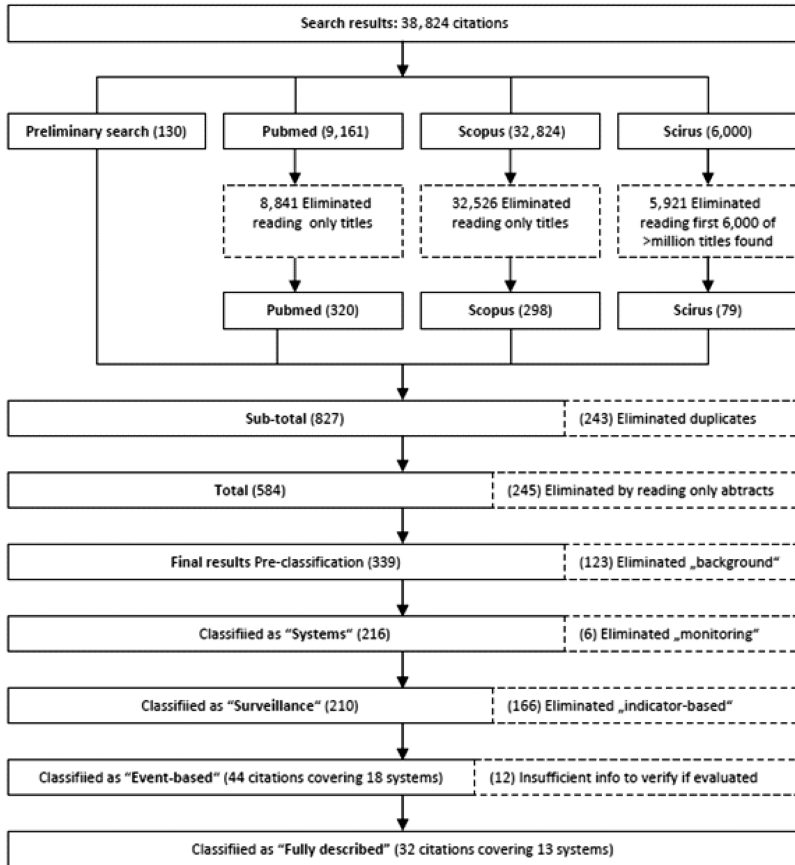 Search results: 38,824 citations
Preliminary search (130)
Pubmed (9,161)
Scopus (32,824)
Scirus (6,000)
8,841 Eliminated
reading only titles
32,526 Eliminated
reading only titles
5,921 Eliminated
reading first 6,000 of
>million titles found
Pubmed (320)
Scopus (298)
Scirus (79)
Sub-total (827)
(243) Eliminated duplicates
Total (584)
(245) Eliminated by reading only abtracts
Final results Pre-classification (339)
(123) Eliminated „background“
Classifiied as “Systems“ (216)
(6) Eliminated „monitoring“
Classifiied as “Surveillance“ (210)
(166) Eliminated „indicator-based“
Classifiied as “Event-based“ (44 citations covering 18 systems)
(12) Insufficient info to verify if evaluated
Classifiied as “Fully described” (32 citations covering 13 systems)